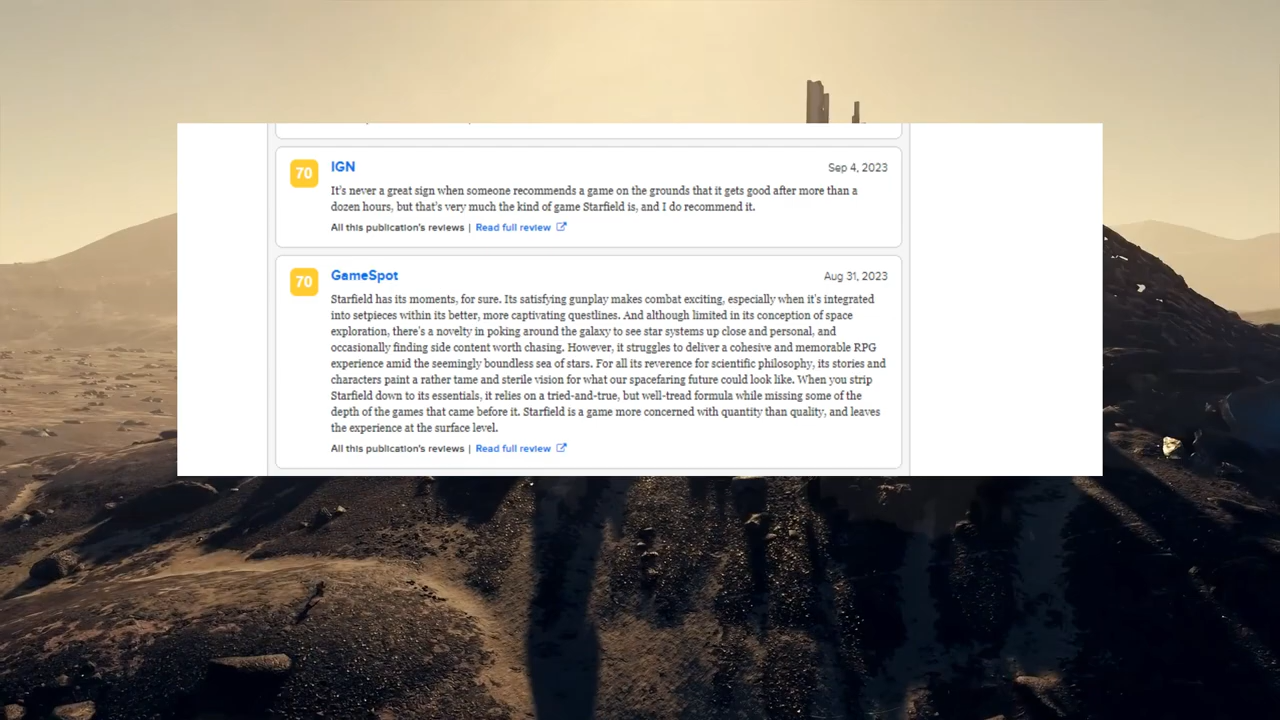 70
IGN
Sep 4, 2023
It's never a great sign when someone recommends a game on the grounds that it gets good after more than a
dozen hours, but that's very much the kind of game Starfield is, and I do recommend it.
All this publication's reviews | Read full review
70
GameSpot
Aug 31, 2023
Starfield has its moments, for sure. Its satisfying gunplay makes combat exciting, especially when it's integrated
into setpieces within its better, more captivating questlines. And although limited in its conception of space
exploration, there's a novelty in poking around the galaxy to see star systems up close and personal, and
occasionally finding side content worth chasing. However, it struggles to deliver a cohesive and memorable RPG
experience amid the seemingly boundless sea of stars. For all its reverence for scientific philosophy, its stories and
characters paint a rather tame and sterile vision for what our spacefaring future could look like. When you strip
Starfield down to its essentials, it relies on a tried-and-true, but well-tread formula while missing some of the
depth of the games that came before it. Starfield is a game more concerned with quantity than quality, and leaves
the experience at the surface level.
All this publication's reviews | Read full review